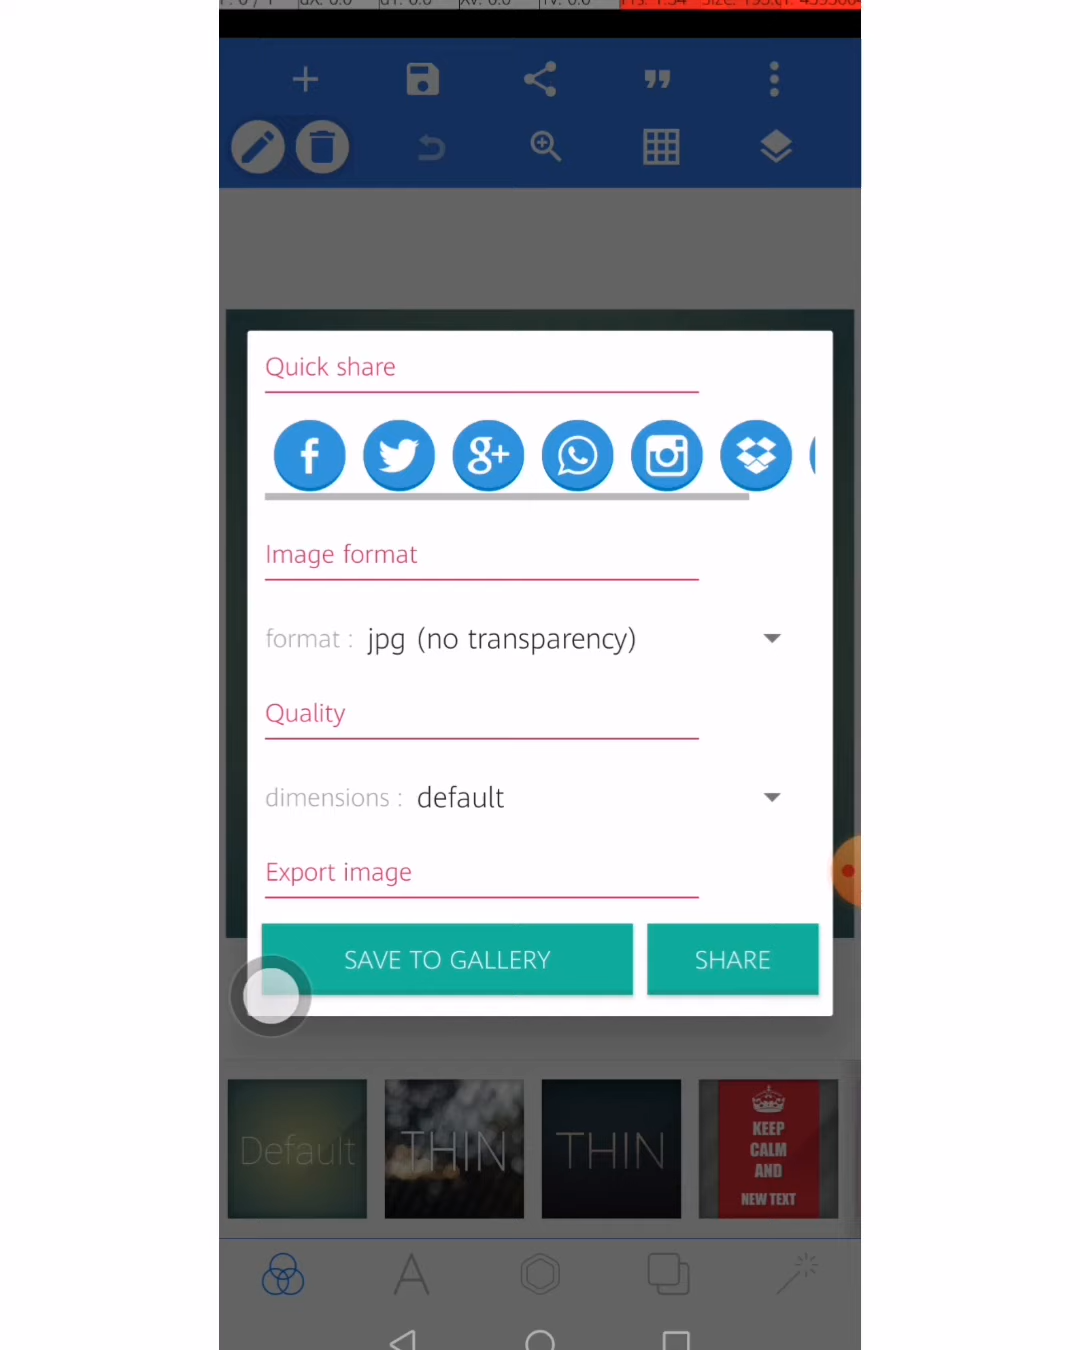 Quick share
Image format
format : jpg (no transparency)
Quality
dimensions : default
Export image
SAVE TO GALLERY
SHARE
Default
THIN
THIN
KEEP
CALM
AND
NEW TEXT